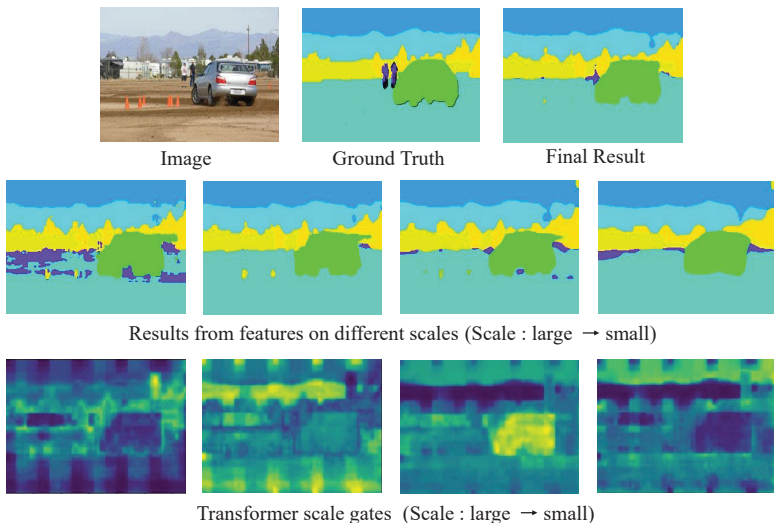 Image
Ground Truth
Final Result
Results from features on different scales (Scale : large → small)
Transformer scale gates (Scale : large → small)